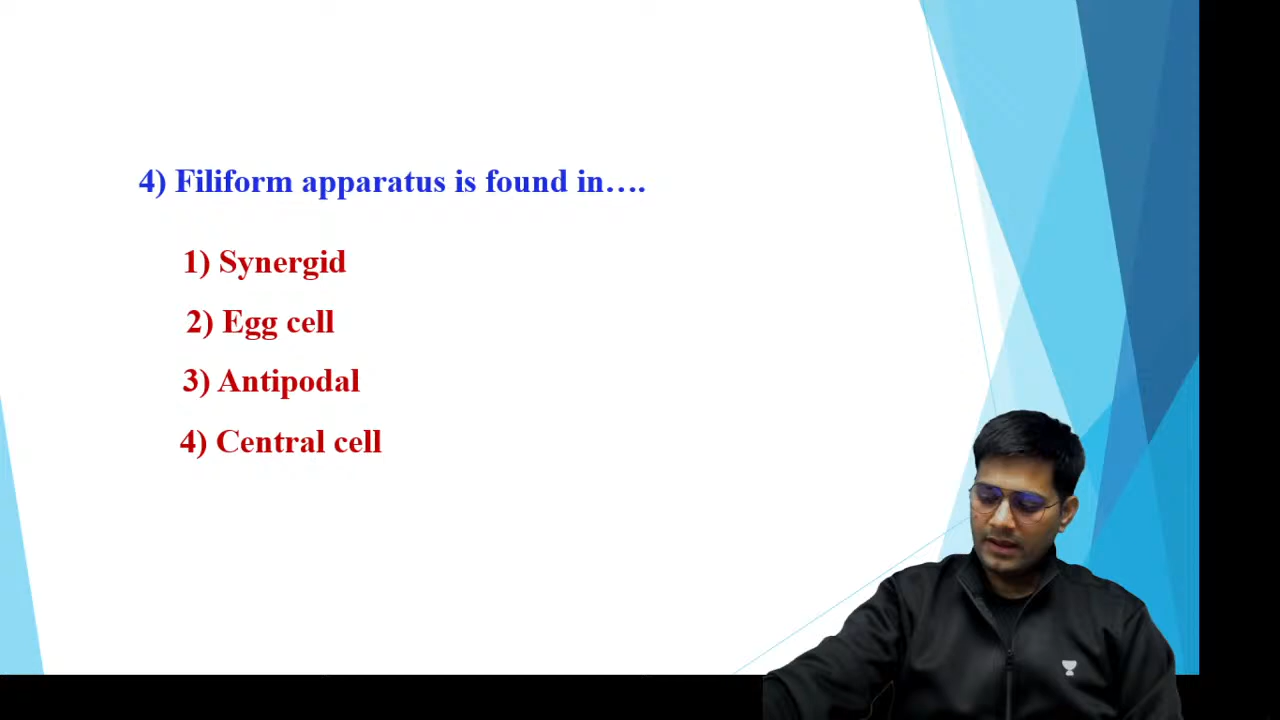 4) Filiform apparatus is found in….
1) Synergid
2) Egg cell
3) Antipodal
4) Central cell